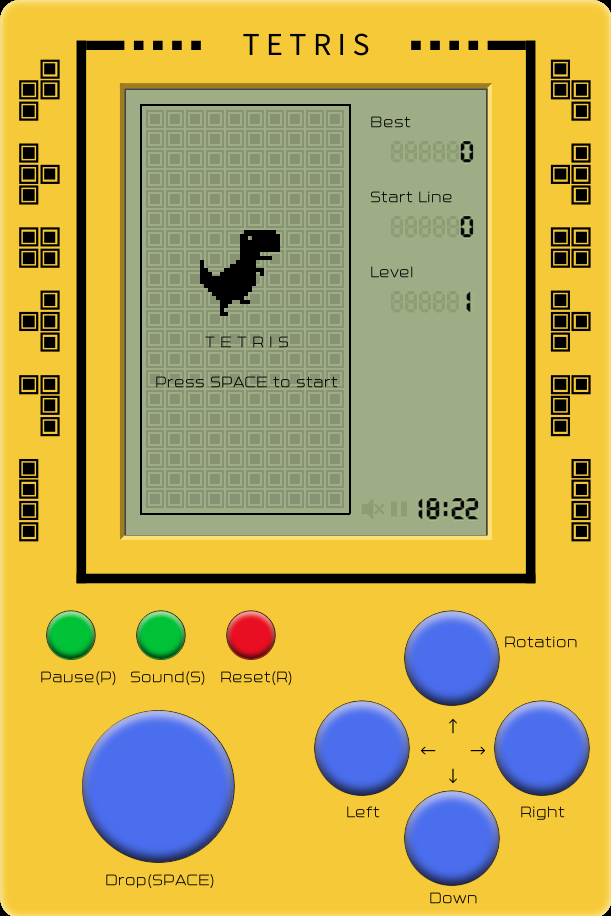 TETRIS
Best
0
Start Line
0
Level
1
TETRIS
Press SPACE to start
18:22
Pause(P) Sound(S) Reset(R)
Rotation
↑
← →
↓
Left Right
Drop(SPACE)
Down